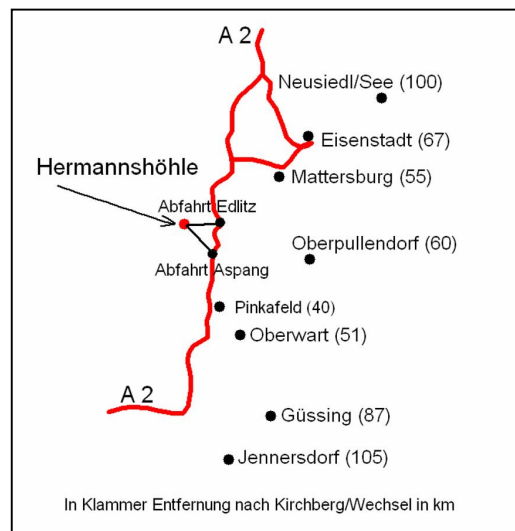 A 2
Neusiedl/See (100)
Eisenstadt (67)
Hermannshöhle
Mattersburg (55)
Abfahrt Edlitz
Oberpullendorf (60)
Abfahrt Aspang
Pinkafeld (40)
Oberwart (51)
A 2
Güssing (87)
Jennersdorf (105)
In Klammer Entfernung nach Kirchberg/Wechsel in km